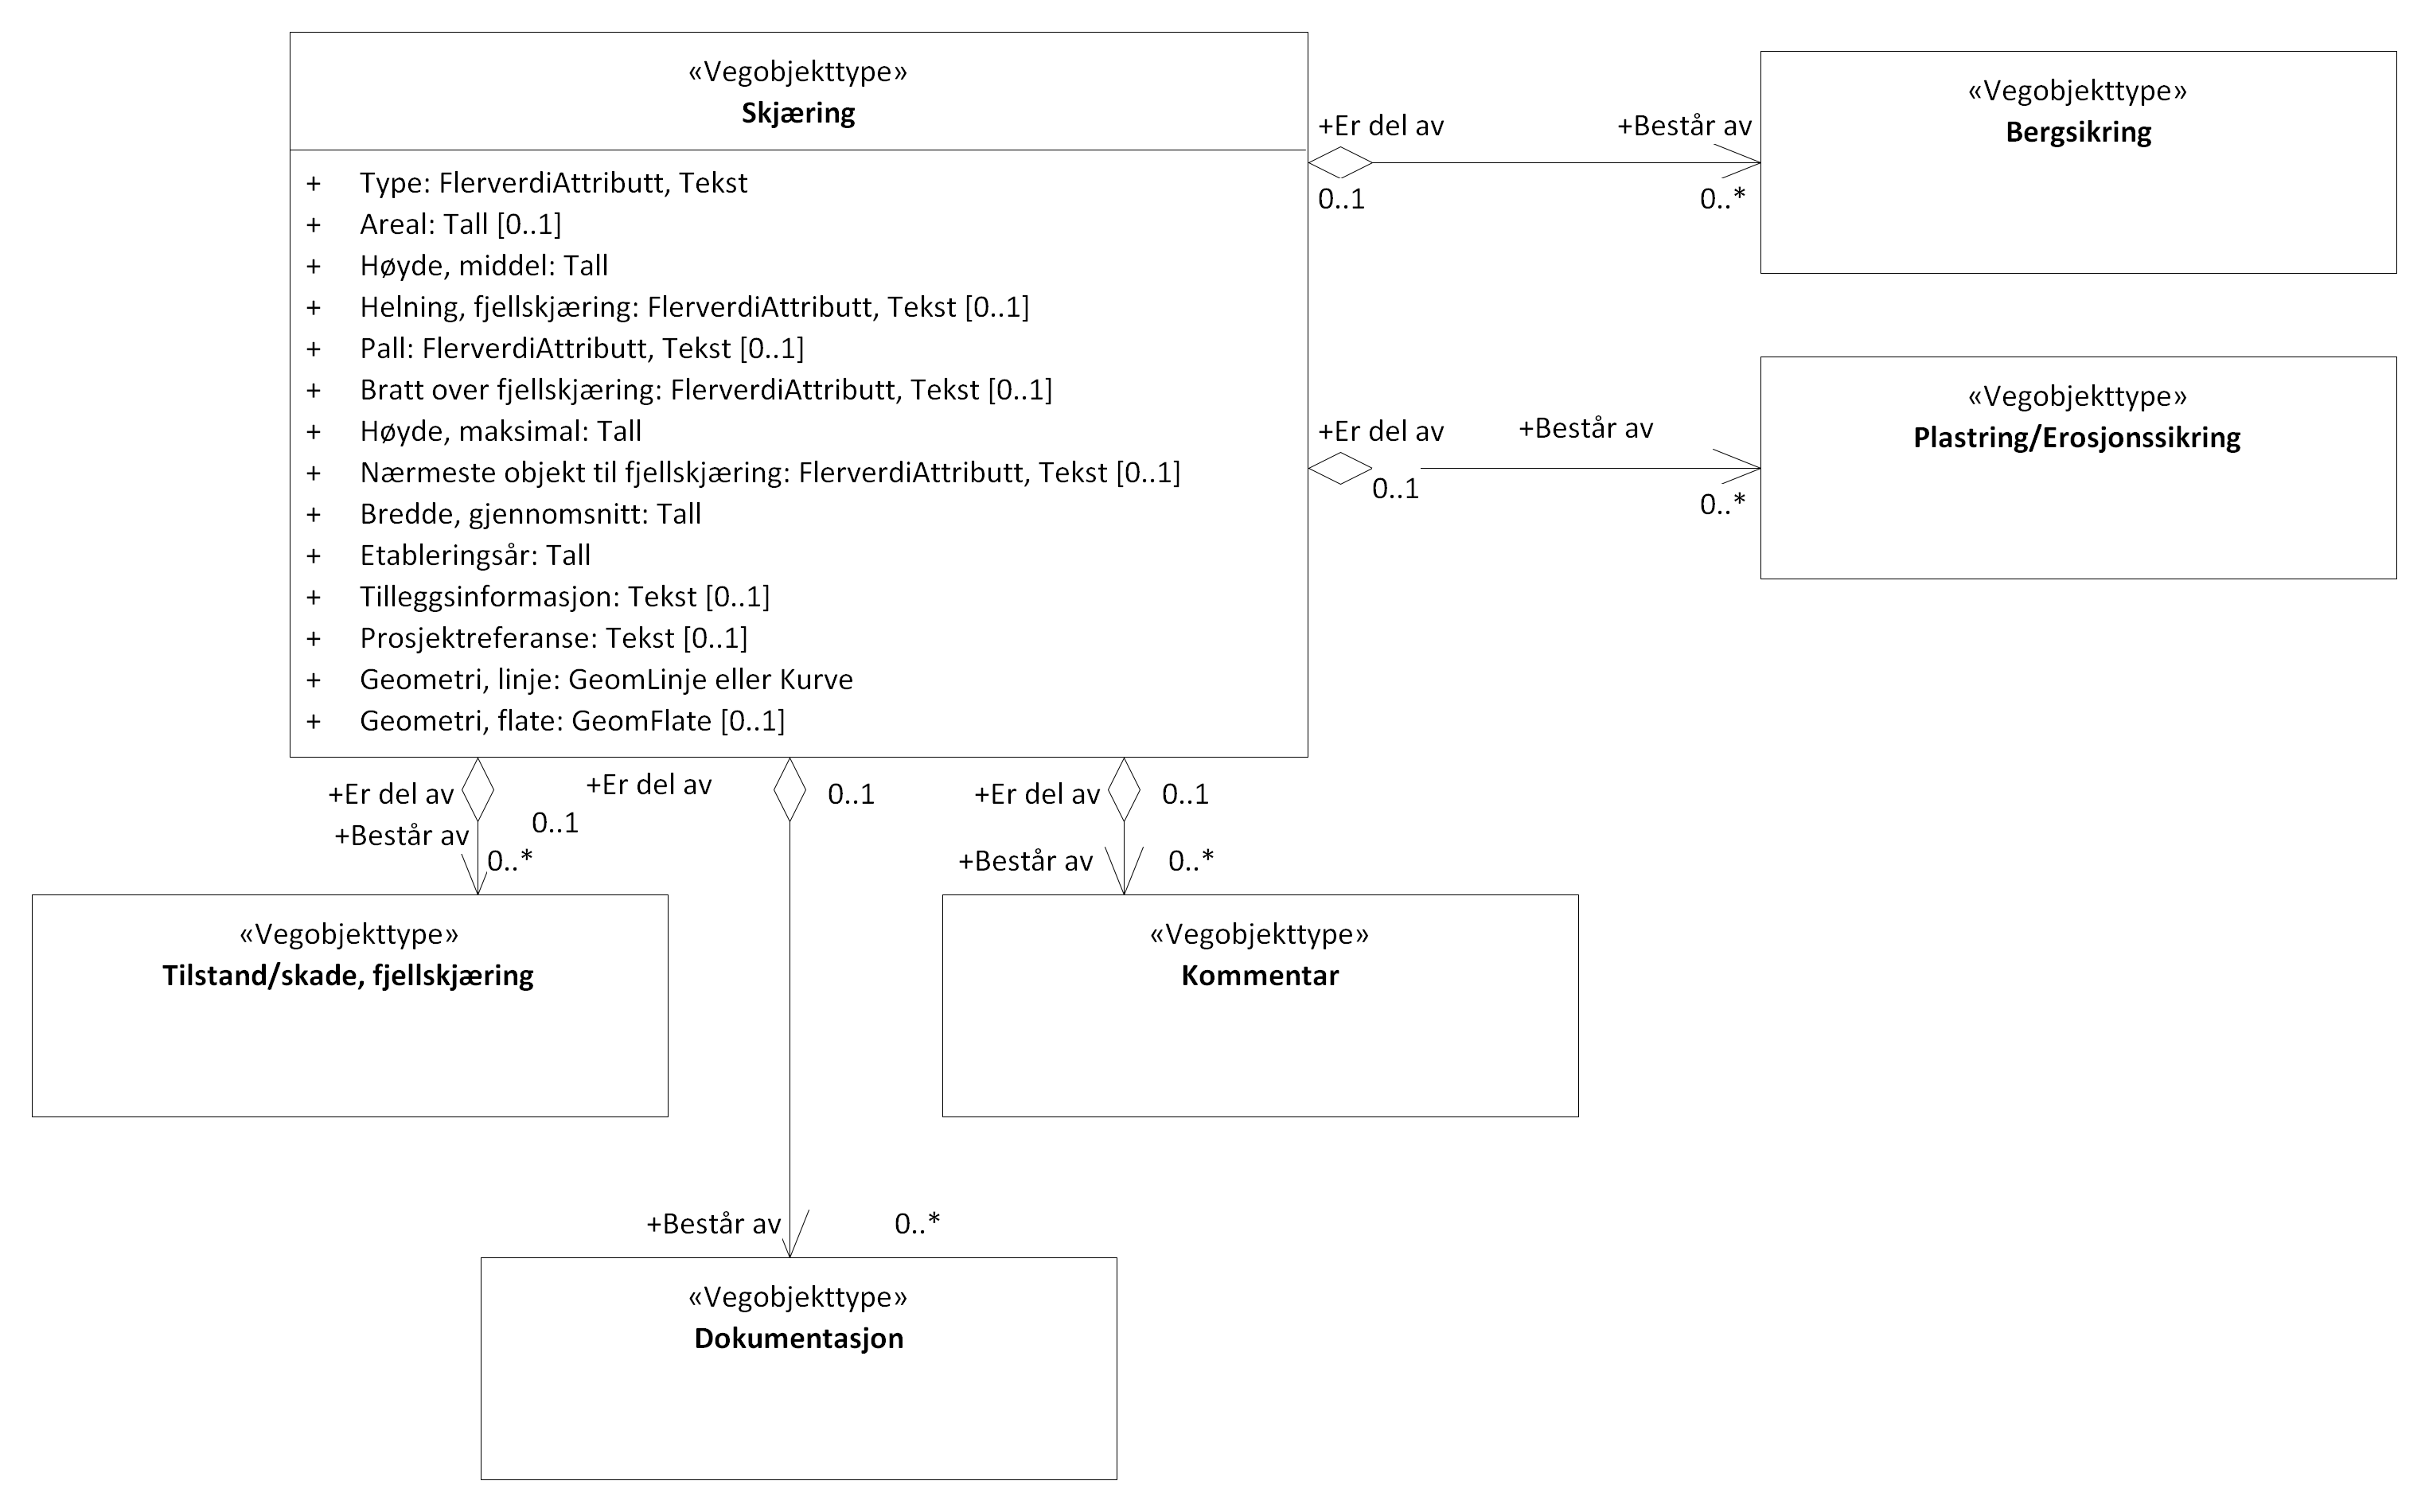 «Vegobjekttype»
Skjæring
+ Type: FlerverdiAttributt, Tekst
+ Areal: Tall [0..1]
+ Høyde, middel: Tall
+ Helning, fjellskjæring: FlerverdiAttributt, Tekst [0..1]
+ Pall: FlerverdiAttributt, Tekst [0..1]
+ Bratt over fjellskjæring: FlerverdiAttributt, Tekst [0..1]
+ Høyde, maksimal: Tall
+ Nærmeste objekt til fjellskjæring: FlerverdiAttributt, Tekst [0..1]
+ Bredde, gjennomsnitt: Tall
+ Etableringsår: Tall
+ Tilleggsinformasjon: Tekst [0..1]
+ Prosjektreferanse: Tekst [0..1]
+ Geometri, linje: GeomLinje eller Kurve
+ Geometri, flate: GeomFlate [0..1]
+Er del av
+Består av
0..1
0..*
«Vegobjekttype»
Bergsikring
+Er del av
+Består av
0..1
0..*
«Vegobjekttype»
Plastring/Erosjonssikring
+Er del av
0..1
+Består av
0..*
«Vegobjekttype»
Tilstand/skade, fjellskjæring
+Er del av
0..1
+Består av
0..*
«Vegobjekttype»
Dokumentasjon
+Er del av
0..1
+Består av
0..*
«Vegobjekttype»
Kommentar